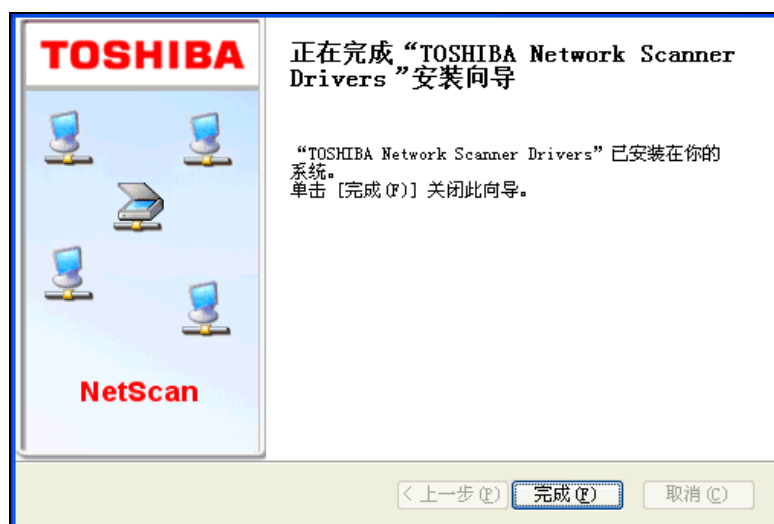 TOSHIBA
正在完成“TOSHIBA Network Scanner
Drivers”安装向导
“TOSHIBA Network Scanner Drivers”已安装在你的
系统。
单击 [完成(F)] 关闭此向导。
NetScan
< 上一步(P)
完成(F)
取消(C)